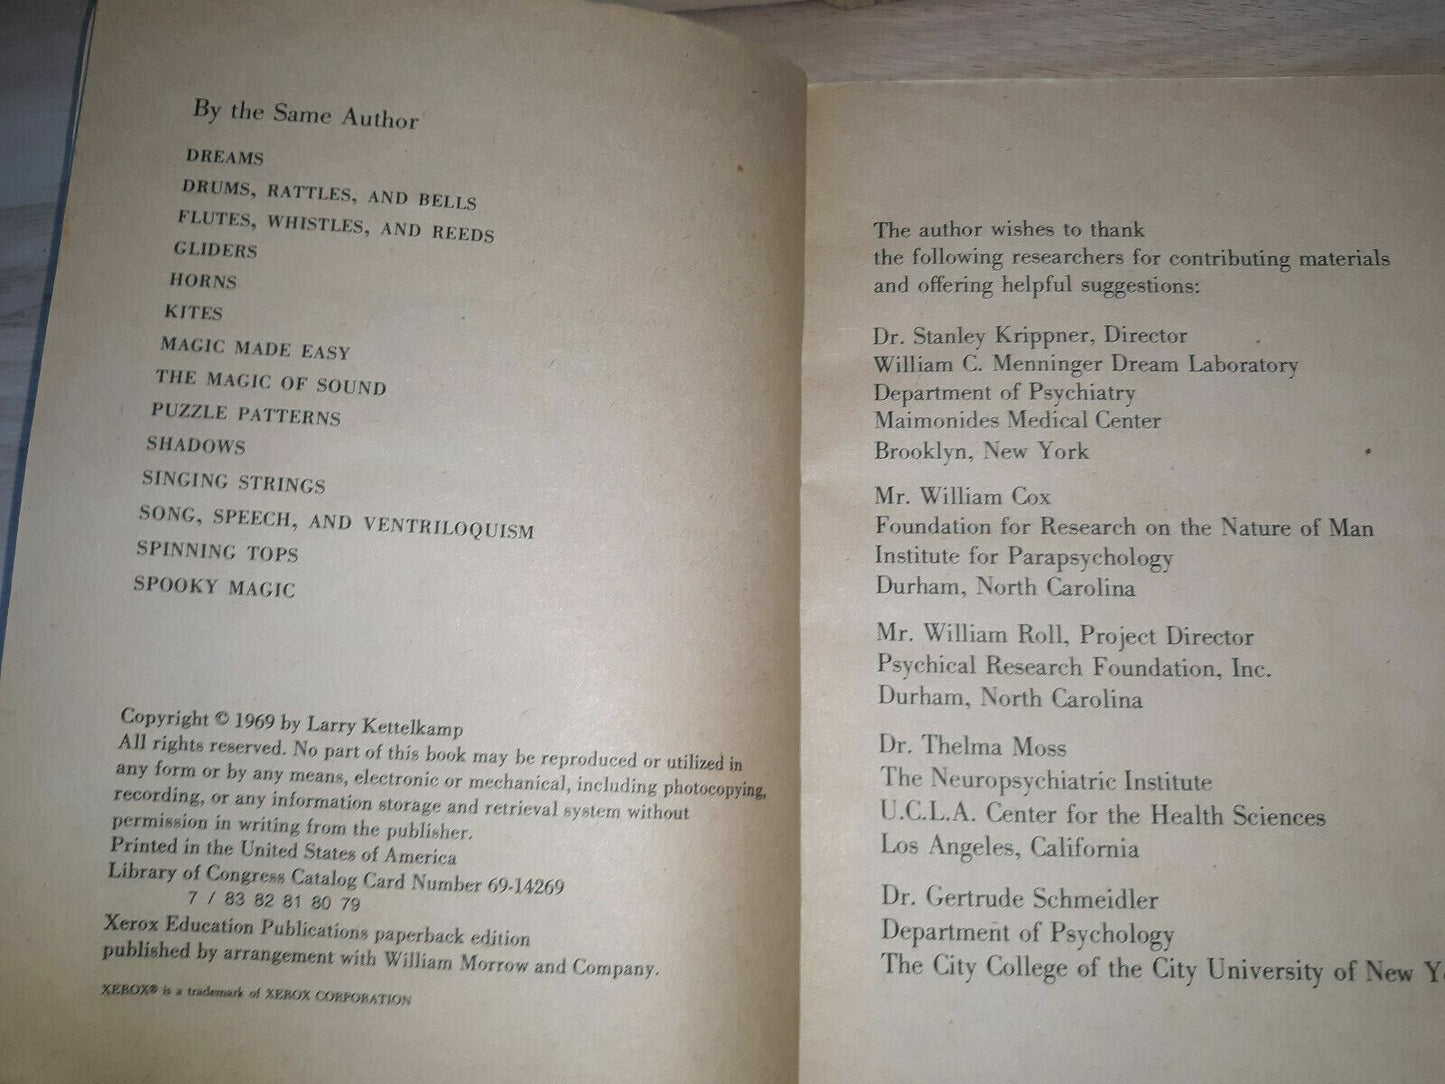 By the Same Author
DREAMS
DRUMS, RATTLES, AND BELLS
FLUTES, WHISTLES, AND REEDS
GLIDERS
HORNS
KITES
MAGIC MADE EASY
THE MAGIC OF SOUND
PUZZLE PATTERNS
SHADOWS
SINGING STRINGS
SONG, SPEECH, AND VENTRILOQUISM
SPINNING TOPS
SPOOKY MAGIC
Copyright © 1969 by Larry Kettelkamp
All rights reserved. No part of this book may be reproduced or utilized in
any form or by any means, electronic or mechanical, including photocopying,
recording, or any information storage and retrieval system without
permission in writing from the publisher.
Printed in the United States of America
Library of Congress Catalog Card Number 69-14269
7 / 83 82 81 80 79
Xerox Education Publications paperback edition
published by arrangement with William Morrow and Company.
XEROX® is a trademark of XEROX CORPORATION
The author wishes to thank
the following researchers for contributing materials
and offering helpful suggestions:
Dr. Stanley Krippner, Director
William C. Menninger Dream Laboratory
Department of Psychiatry
Maimonides Medical Center
Brooklyn, New York
Mr. William Cox
Foundation for Research on the Nature of Man
Institute for Parapsychology
Durham, North Carolina
Mr. William Roll, Project Director
Psychical Research Foundation, Inc.
Durham, North Carolina
Dr. Thelma Moss
The Neuropsychiatric Institute
U.C.L.A. Center for the Health Sciences
Los Angeles, California
Dr. Gertrude Schmeidler
Department of Psychology
The City College of the City University of New